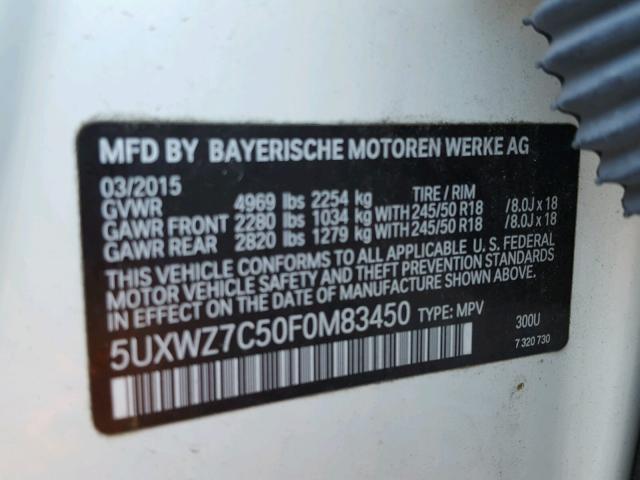 MFD BY BAYERISCHE MOTOREN WERKE AG
03/2015 TIRE / RIM
GVWR 4969 lbs 2254 kg
GAWR FRONT 2280 lbs 1034 kg WITH 245/50 R18 /8.0J x 18
GAWR REAR 2820 lbs 1279 kg WITH 245/50 R18 /8.0J x 18
THIS VEHICLE CONFORMS TO ALL APPLICABLE U.S. FEDERAL
MOTOR VEHICLE SAFETY AND THEFT PREVENTION STANDARDS
IN EFFECT ON THE DATE OF MANUFACTURE SHOWN ABOVE.
5UXWZ7C50F0M83450 TYPE: MPV 300U
7 320 730